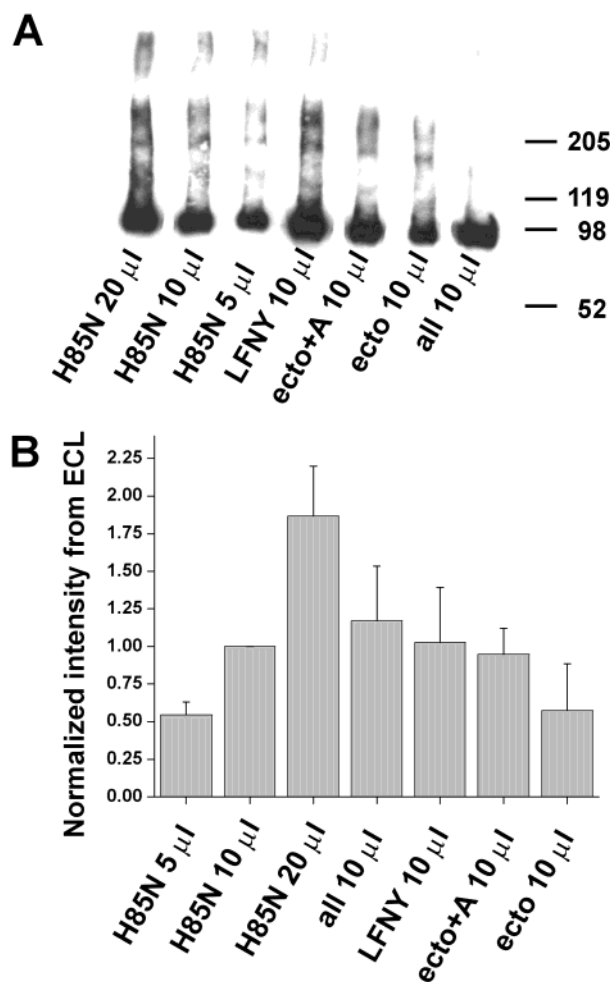 A
205
119
98
52
H85N 20 μl
H85N 10 μl
H85N 5 μl
LFNY 10 μl
ecto+A 10 μl
ecto 10 μl
all 10 μl
B
Normalized intensity from ECL
2.25
2.00
1.75
1.50
1.25
1.00
0.75
0.50
0.25
0.00
H85N 5 μl
H85N 10 μl
H85N 20 μl
all 10 μl
LFNY 10 μl
ecto+A 10 μl
ecto 10 μl